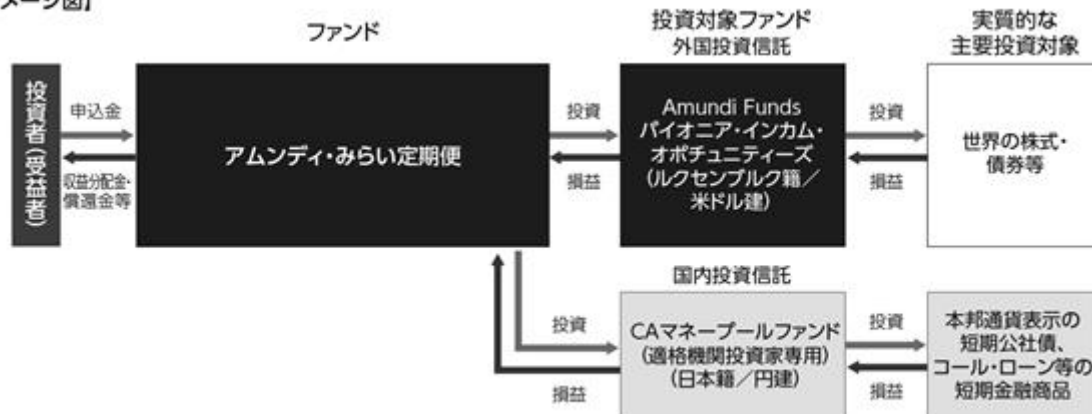 メージ図】
ファンド
投資対象ファンド
外国投資信託
実質的な
主要投資対象
投資者(受益者)
申込金
収益分配金・
償還金等
アムンディ・みらい定期便
投資
損益
Amundi Funds
パイオニア・インカム・
オポチュニティーズ
(ルクセンブルク籍/
米ドル建)
投資
損益
世界の株式・
債券等
国内投資信託
投資
損益
CAマネープールファンド
(適格機関投資家専用)
(日本籍/円建)
投資
損益
本邦通貨表示の
短期公社債、
コール・ローン等の
短期金融商品